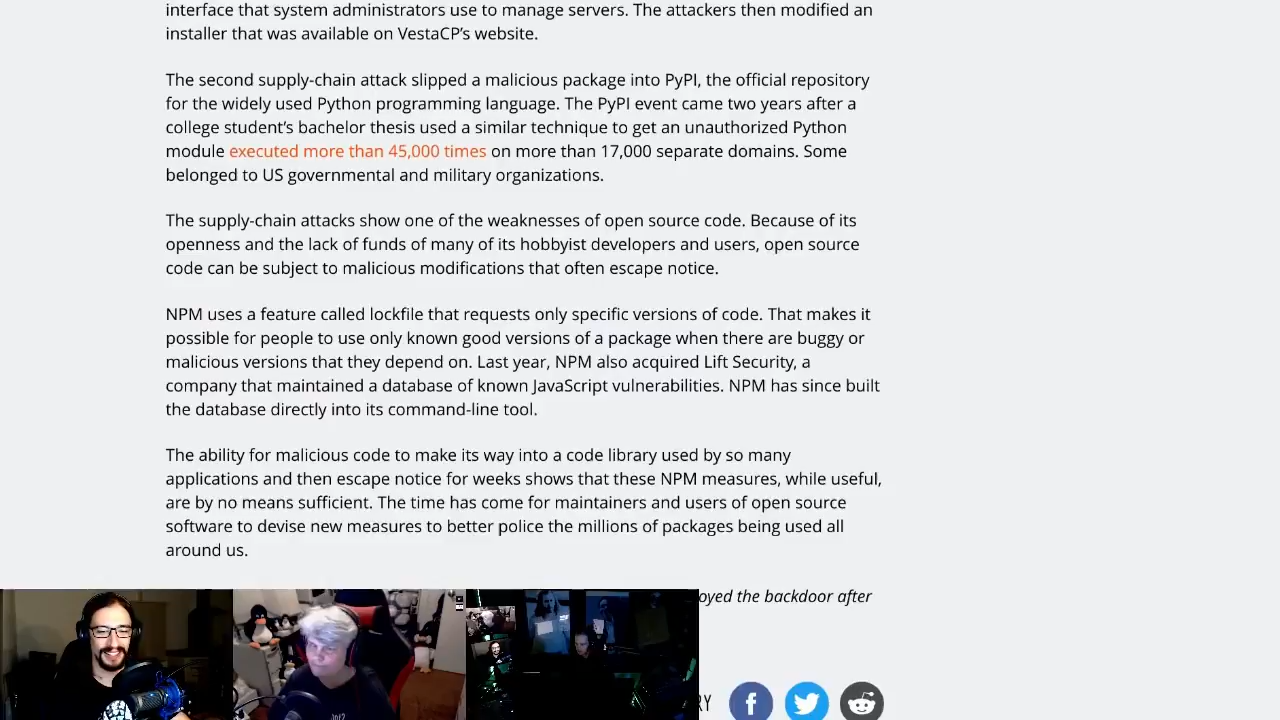 interface that system administrators use to manage servers. The attackers then modified an
installer that was available on VestaCP's website.
The second supply-chain attack slipped a malicious package into PyPI, the official repository
for the widely used Python programming language. The PyPI event came two years after a
college student's bachelor thesis used a similar technique to get an unauthorized Python
module executed more than 45,000 times on more than 17,000 separate domains. Some
belonged to US governmental and military organizations.
The supply-chain attacks show one of the weaknesses of open source code. Because of its
openness and the lack of funds of many of its hobbyist developers and users, open source
code can be subject to malicious modifications that often escape notice.
NPM uses a feature called lockfile that requests only specific versions of code. That makes it
possible for people to use only known good versions of a package when there are buggy or
malicious versions that they depend on. Last year, NPM also acquired Lift Security, a
company that maintained a database of known JavaScript vulnerabilities. NPM has since built
the database directly into its command-line tool.
The ability for malicious code to make its way into a code library used by so many
applications and then escape notice for weeks shows that these NPM measures, while useful,
are by no means sufficient. The time has come for maintainers and users of open source
software to devise new measures to better police the millions of packages being used all
around us.
oyed the backdoor after
RY